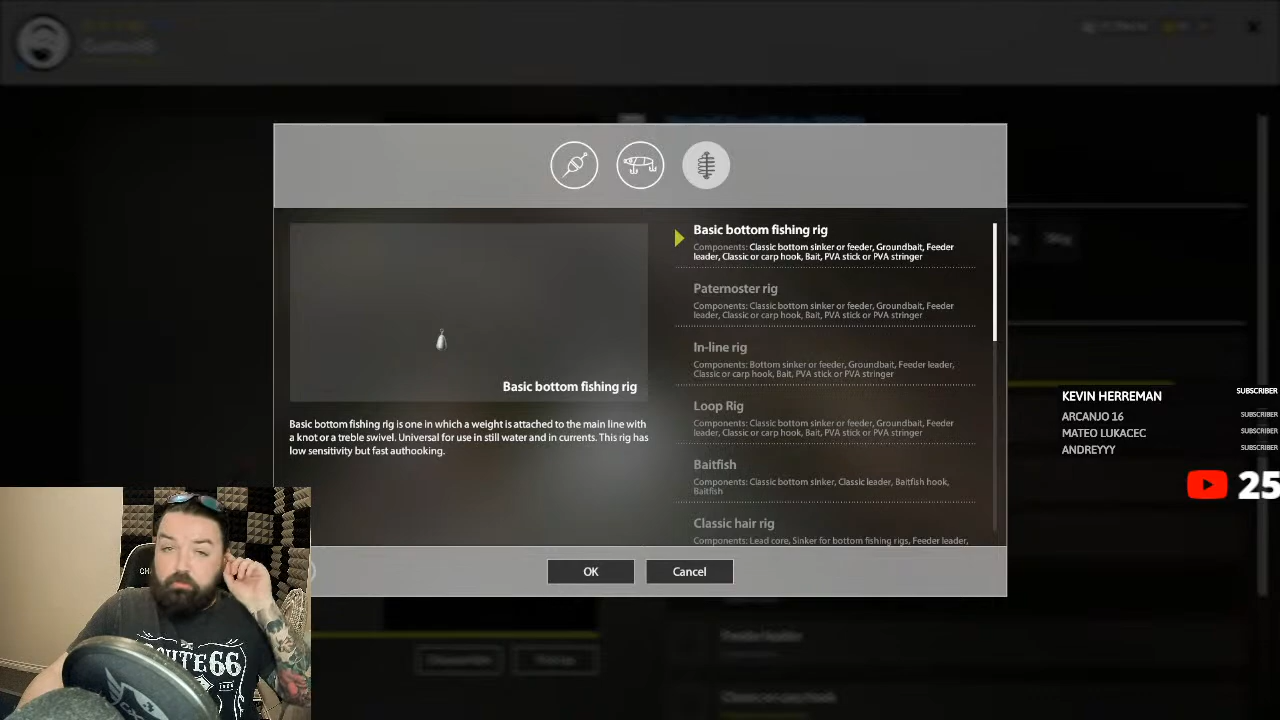 Basic bottom fishing rig
Components: Classic bottom sinker or feeder, Groundbait, Feeder
leader, Classic or carp hook, Bait, PVA stick or PVA stringer
Paternoster rig
Components: Classic bottom sinker or feeder, Groundbait, Feeder
leader, Classic or carp hook, Bait, PVA stick or PVA stringer
In-line rig
Components: Bottom sinker or feeder, Groundbait, Feeder leader,
Classic or carp hook, Bait, PVA stick or PVA stringer
Loop Rig
Components: Classic bottom sinker or feeder, Groundbait, Feeder
leader, Classic or carp hook, Bait, PVA stick or PVA stringer
Baitfish
Components: Classic bottom sinker, Classic leader, Baitfish hook,
Baitfish
Classic hair rig
Components: Lead core, Sinker for bottom fishing rigs, Feeder leader,
Basic bottom fishing rig
Basic bottom fishing rig is one in which a weight is attached to the main line with
a knot or a treble swivel. Universal for use in still water and in currents. This rig has
low sensitivity but fast authooking.
OK
Cancel
KEVIN HERREMAN SUBSCRIBER
ARCANJO 16 SUBSCRIBER
MATEO LUKACEC SUBSCRIBER
ANDREYYY SUBSCRIBER
25
Feeder leader
Classic or carp hook
ROUTE 66